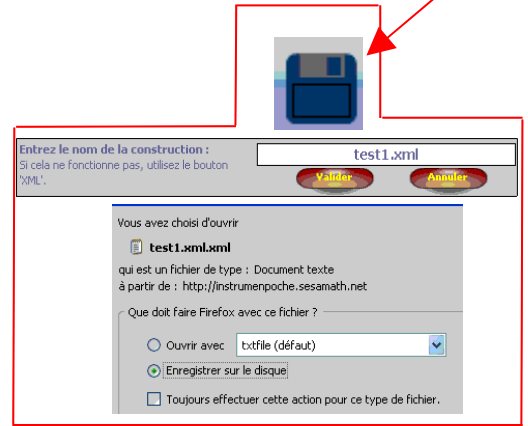 Entrez le nom de la construction :
Si cela ne fonctionne pas, utilisez le bouton
'XML'.
test1.xml
Valider Annuler
Vous avez choisi d'ouvrir
test1.xml.xml
qui est un fichier de type : Document texte
à partir de : http://instrumenpoche.sesamath.net
Que doit faire Firefox avec ce fichier ?
Ouvrir avec txtfile (défaut)
Enregistrer sur le disque
Toujours effectuer cette action pour ce type de fichier.